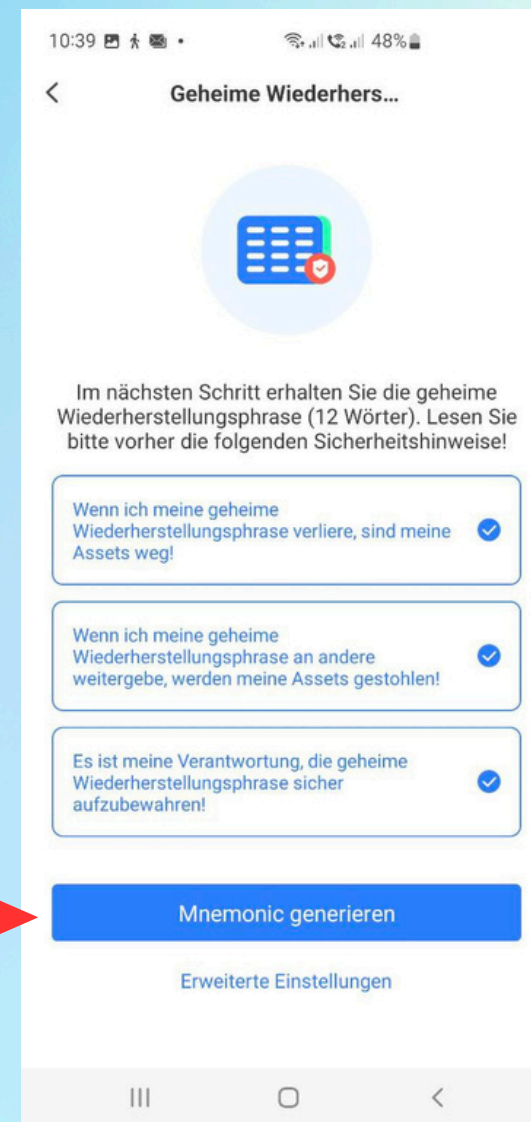 10:39 48%
Geheime Wiederhers...
Im nächsten Schritt erhalten Sie die geheime
Wiederherstellungsphrase (12 Wörter). Lesen Sie
bitte vorher die folgenden Sicherheitshinweise!
Wenn ich meine geheime
Wiederherstellungsphrase verliere, sind meine
Assets weg!
Wenn ich meine geheime
Wiederherstellungsphrase an andere
weitergebe, werden meine Assets gestohlen!
Es ist meine Verantwortung, die geheime
Wiederherstellungsphrase sicher
aufzubewahren!
Mnemonic generieren
Erweiterte Einstellungen